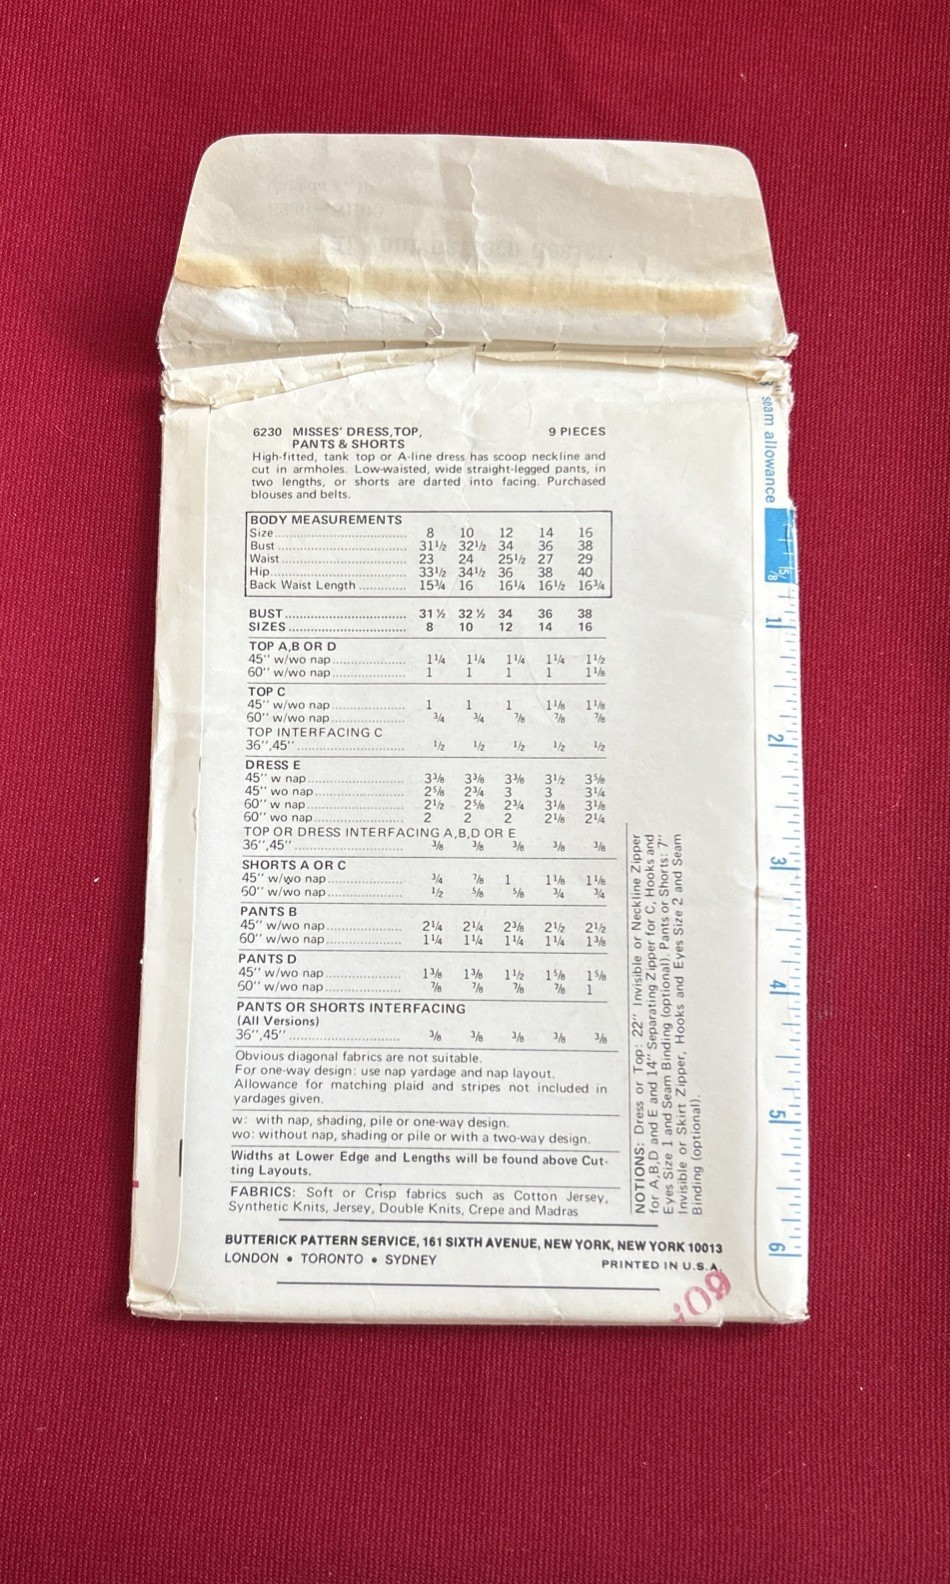 6230 MISSES' DRESS, TOP, 9 PIECES
PANTS & SHORTS
High-fitted, tank top or A-line dress has scoop neckline and
cut in armholes. Low-waisted, wide straight-legged pants, in
two lengths, or shorts are darted into facing. Purchased
blouses and belts.
BODY MEASUREMENTS
Size 8 10 12 14 16
Bust 31½ 32½ 34 36 38
Waist 23 24 25½ 27 29
Hip 33½ 34½ 36 38 40
Back Waist Length 15¾ 16 16¼ 16½ 16¾
BUST 31 ½ 32 ½ 34 36 38
SIZES 8 10 12 14 16
TOP A,B OR D
45" w/wo nap 1¼ 1¼ 1¼ 1¼ 1½
60" w/wo nap 1 1 1 1 1⅛
TOP C
45" w/wo nap 1 1 1 1⅛ 1⅛
60" w/wo nap ¾ ¾ ⅞ ⅞ ⅞
TOP INTERFACING C
36",45" ½ ½ ½ ½ ½
DRESS E
45" w nap 3⅜ 3⅜ 3⅜ 3½ 3⅝
45" wo nap 2⅝ 2¾ 3 3 3¼
60" w nap 2½ 2⅝ 2¾ 3⅛ 3⅛
60" wo nap 2 2 2 2⅛ 2¼
TOP OR DRESS INTERFACING A,B,D OR E
36",45" ⅜ ⅜ ⅜ ⅜ ⅜
SHORTS A OR C
45" w/wo nap ¾ ⅞ 1 1⅛ 1⅛
60" w/wo nap ½ ⅝ ⅝ ¾ ¾
PANTS B
45" w/wo nap 2¼ 2¼ 2⅜ 2½ 2½
60" w/wo nap 1¼ 1¼ 1¼ 1¼ 1⅜
PANTS D
45" w/wo nap 1⅜ 1⅜ 1½ 1⅝ 1⅝
60" w/wo nap ⅞ ⅞ ⅞ ⅞ 1
PANTS OR SHORTS INTERFACING
(All Versions)
36",45" ⅜ ⅜ ⅜ ⅜ ⅜
Obvious diagonal fabrics are not suitable.
For one-way design: use nap yardage and nap layout.
Allowance for matching plaid and stripes not included in
yardages given.
w: with nap, shading, pile or one-way design.
wo: without nap, shading or pile or with a two-way design.
Widths at Lower Edge and Lengths will be found above Cut-
ting Layouts.
FABRICS: Soft or Crisp fabrics such as Cotton Jersey,
Synthetic Knits, Jersey, Double Knits, Crepe and Madras
NOTIONS: Dress or Top: 22" Invisible or Neckline Zipper
for A,B,D and E and 14" Separating Zipper for C, Hooks and
Eyes Size 1 and Seam Binding (optional). Pants or Shorts: 7"
Invisible or Skirt Zipper, Hooks and Eyes Size 2 and Seam
Binding (optional).
BUTTERICK PATTERN SERVICE, 161 SIXTH AVENUE, NEW YORK, NEW YORK 10013
LONDON • TORONTO • SYDNEY PRINTED IN U.S.A.
seam allowance
5/8
1
2
3
4
5
6